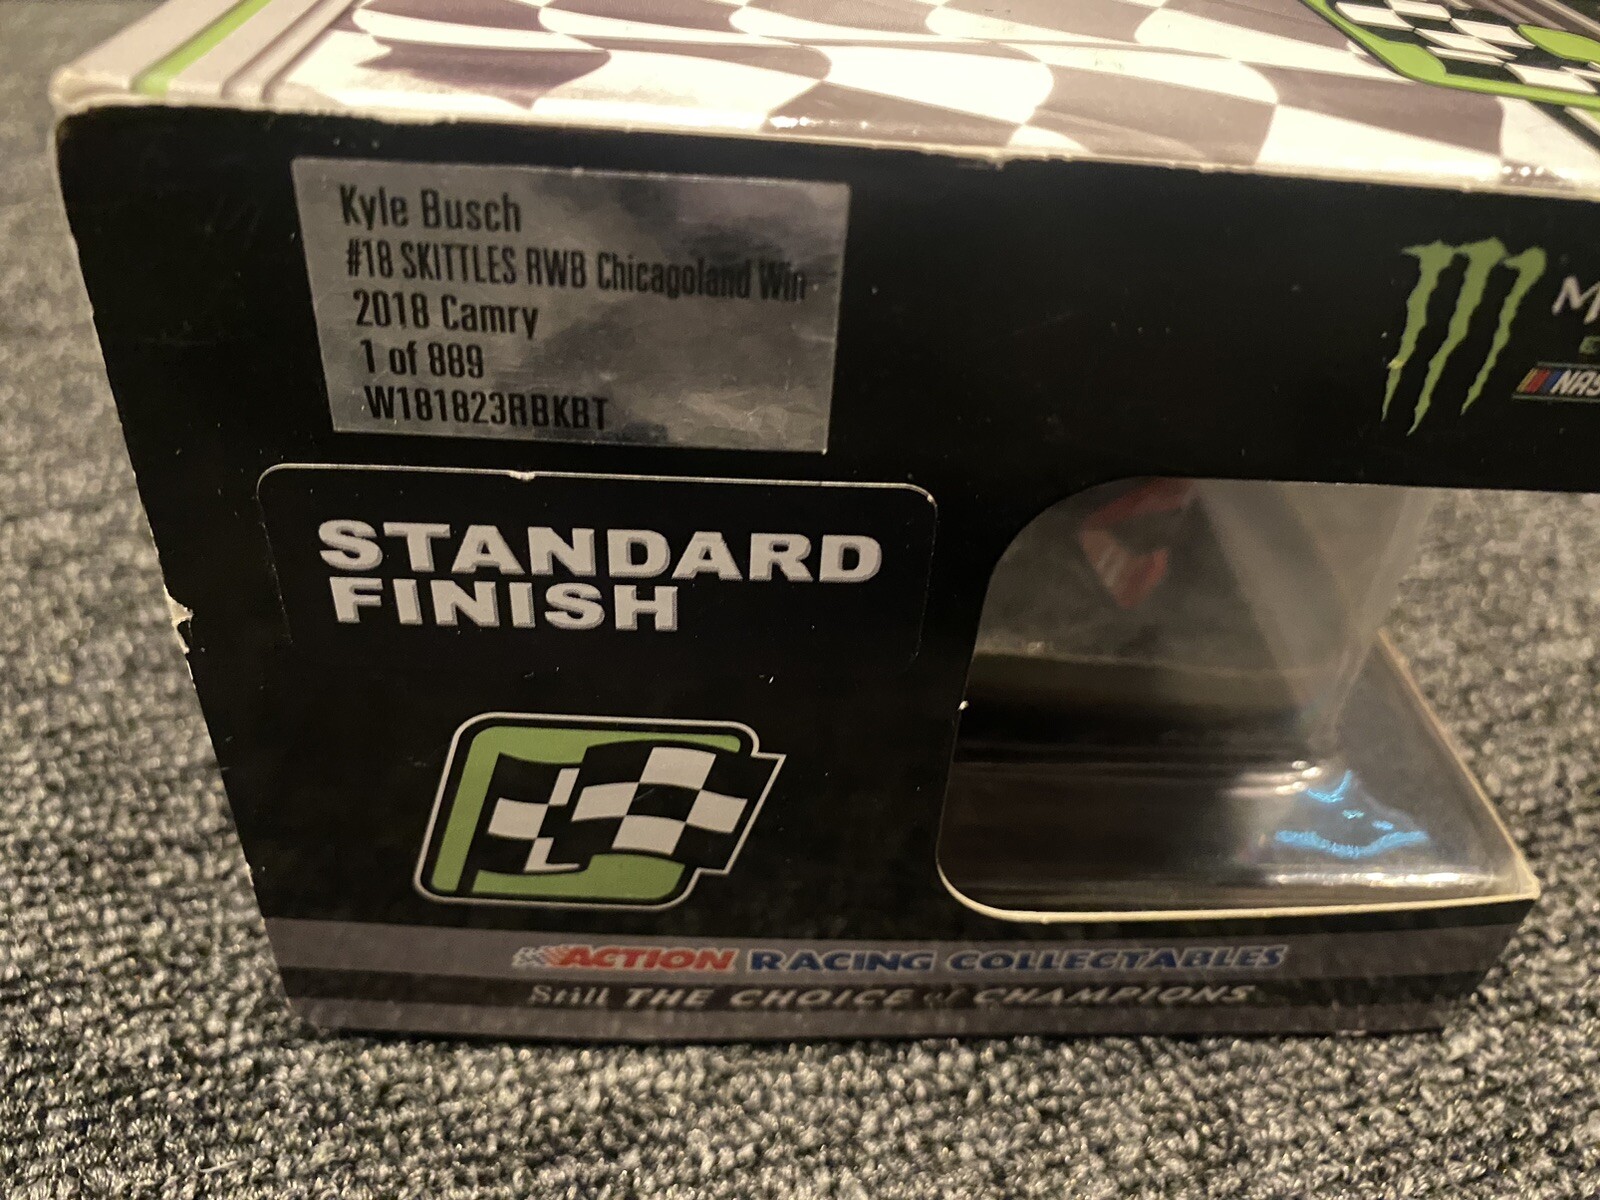 Kyle Busch
#18 SKITTLES RWB Chicagoland Win
2018 Camry
1 of 889
W181823RBKBT
STANDARD
FINISH
ACTION RACING COLLECTABLES
Still THE CHOICE of CHAMPIONS